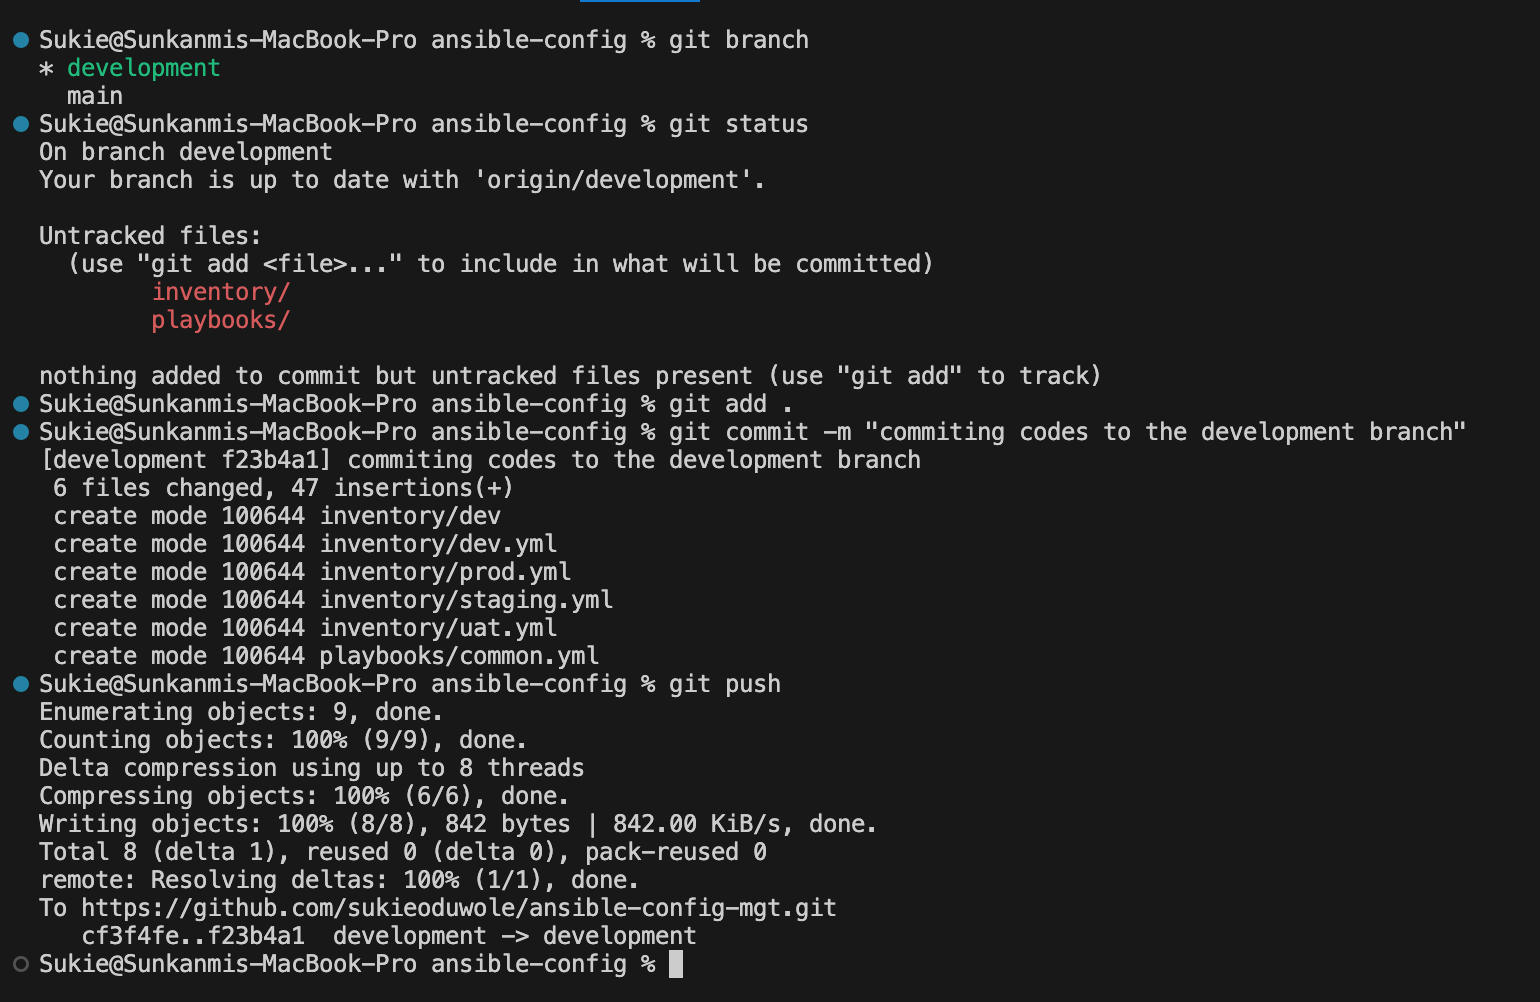 Sukie@Sunkanmis-MacBook-Pro ansible-config % git branch
* development
  main
Sukie@Sunkanmis-MacBook-Pro ansible-config % git status
On branch development
Your branch is up to date with 'origin/development'.

Untracked files:
  (use "git add <file>..." to include in what will be committed)
        inventory/
        playbooks/

nothing added to commit but untracked files present (use "git add" to track)
Sukie@Sunkanmis-MacBook-Pro ansible-config % git add .
Sukie@Sunkanmis-MacBook-Pro ansible-config % git commit -m "commiting codes to the development branch"
[development f23b4a1] commiting codes to the development branch
 6 files changed, 47 insertions(+)
 create mode 100644 inventory/dev
 create mode 100644 inventory/dev.yml
 create mode 100644 inventory/prod.yml
 create mode 100644 inventory/staging.yml
 create mode 100644 inventory/uat.yml
 create mode 100644 playbooks/common.yml
Sukie@Sunkanmis-MacBook-Pro ansible-config % git push
Enumerating objects: 9, done.
Counting objects: 100% (9/9), done.
Delta compression using up to 8 threads
Compressing objects: 100% (6/6), done.
Writing objects: 100% (8/8), 842 bytes | 842.00 KiB/s, done.
Total 8 (delta 1), reused 0 (delta 0), pack-reused 0
remote: Resolving deltas: 100% (1/1), done.
To https://github.com/sukieoduwole/ansible-config-mgt.git
   cf3f4fe..f23b4a1  development -> development
Sukie@Sunkanmis-MacBook-Pro ansible-config %